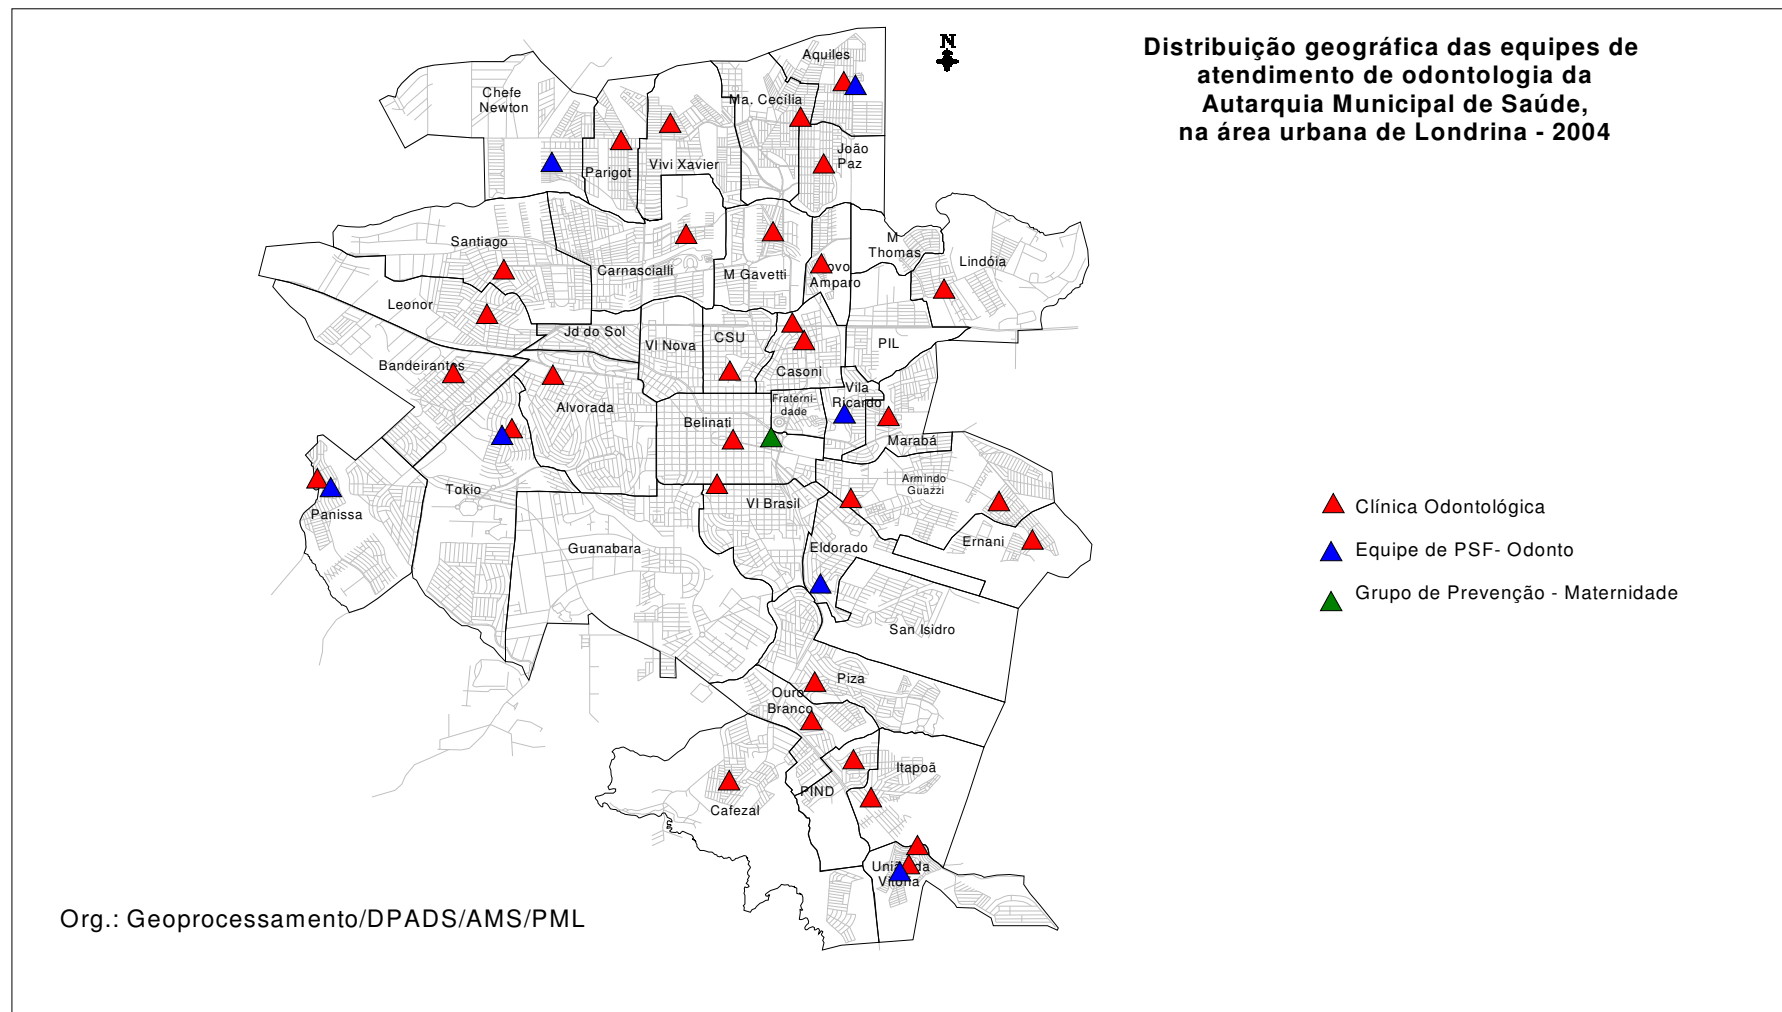 N
Distribuição geográfica das equipes de
atendimento de odontologia da
Autarquia Municipal de Saúde,
na área urbana de Londrina - 2004
Aquiles
Chefe
Newton
Ma. Cecília
João
Paz
Parigot
Vivi Xavier
Santiago
M
Thomas
Lindóia
Carnascialli
M Gavetti
ovo
Amparo
Leonor
Jd do Sol
Vl Nova
CSU
PIL
Bandeirantes
Casoni
Alvorada
Fraterni-
dade
Vila
Ricardo
Belinati
Marabá
Tokio
Armindo
Guazzi
Vl Brasil
Panissa
Guanabara
Eldorado
Ernani
San Isidro
Piza
Ouro
Branco
Itapoã
PIND
Cafezal
União da
Vitória
Clínica Odontológica
Equipe de PSF- Odonto
Grupo de Prevenção - Maternidade
Org.: Geoprocessamento/DPADS/AMS/PML